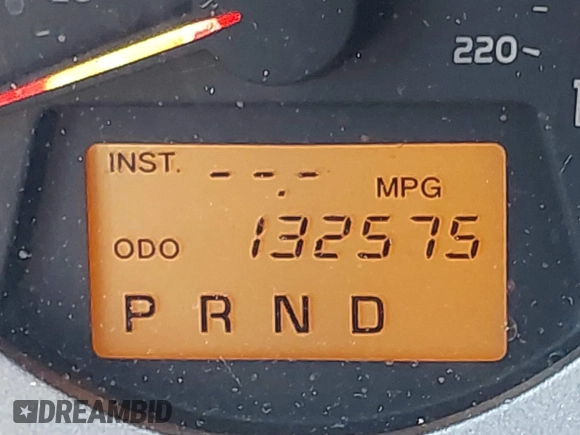 220
INST. --.- MPG
ODO 132575
P R N D
DREAMBID